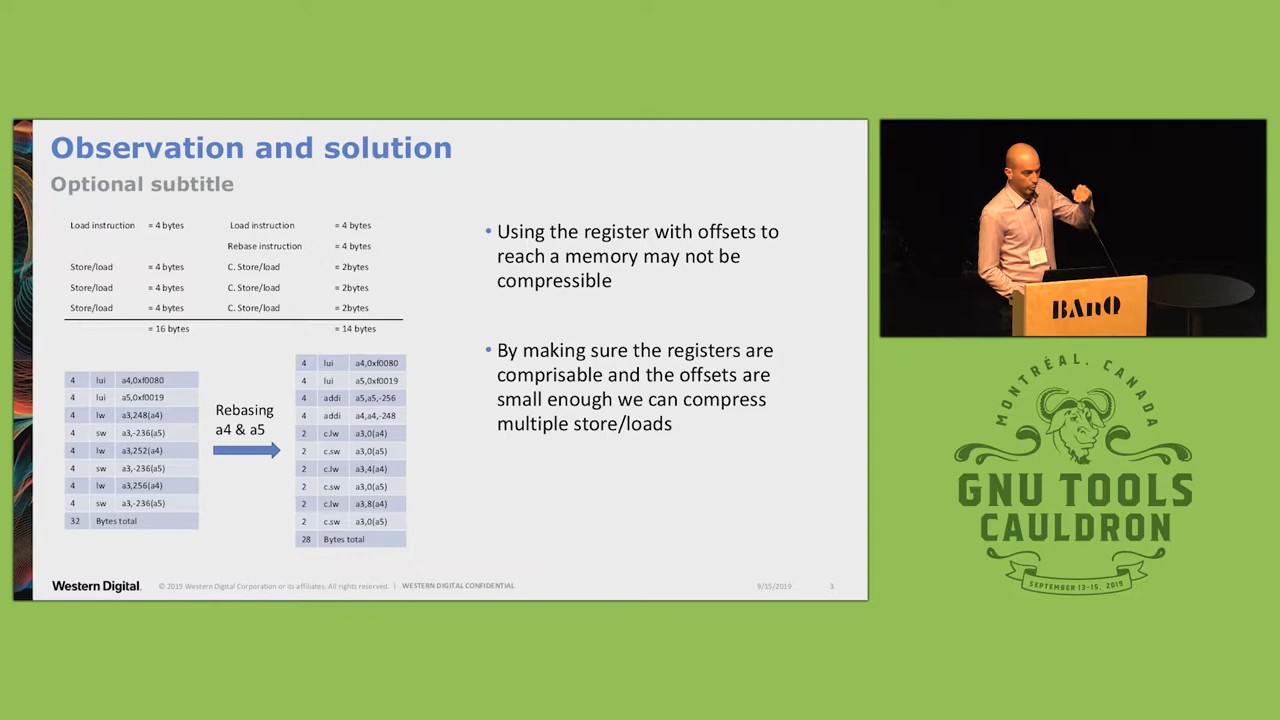 Observation and solution
Optional subtitle
Load instruction = 4 bytes Load instruction = 4 bytes
Rebase instruction = 4 bytes
Store/load = 4 bytes C. Store/load = 2bytes
Store/load = 4 bytes C. Store/load = 2bytes
Store/load = 4 bytes C. Store/load = 2bytes
= 16 bytes = 14 bytes
4 lui a4,0xf0080
4 lui a5,0xf0019
4 lw a3,248(a4)
4 sw a3,-236(a5)
4 lw a3,252(a4)
4 sw a3,-236(a5)
4 lw a3,256(a4)
4 sw a3,-236(a5)
32 Bytes total
Rebasing
a4 & a5
4 lui a4,0xf0080
4 lui a5,0xf0019
4 addi a5,a5,-256
4 addi a4,a4,-248
2 c.lw a3,0(a4)
2 c.sw a3,0(a5)
2 c.lw a3,4(a4)
2 c.sw a3,0(a5)
2 c.lw a3,8(a4)
2 c.sw a3,0(a5)
28 Bytes total
• Using the register with offsets to
reach a memory may not be
compressible
• By making sure the registers are
comprisable and the offsets are
small enough we can compress
multiple store/loads
Western Digital.
© 2019 Western Digital Corporation or its affiliates. All rights reserved. | WESTERN DIGITAL CONFIDENTIAL
9/15/2019 3
BAnQ
MONTRÉAL, CANADA
GNU TOOLS
CAULDRON
SEPTEMBER 13-15, 2019